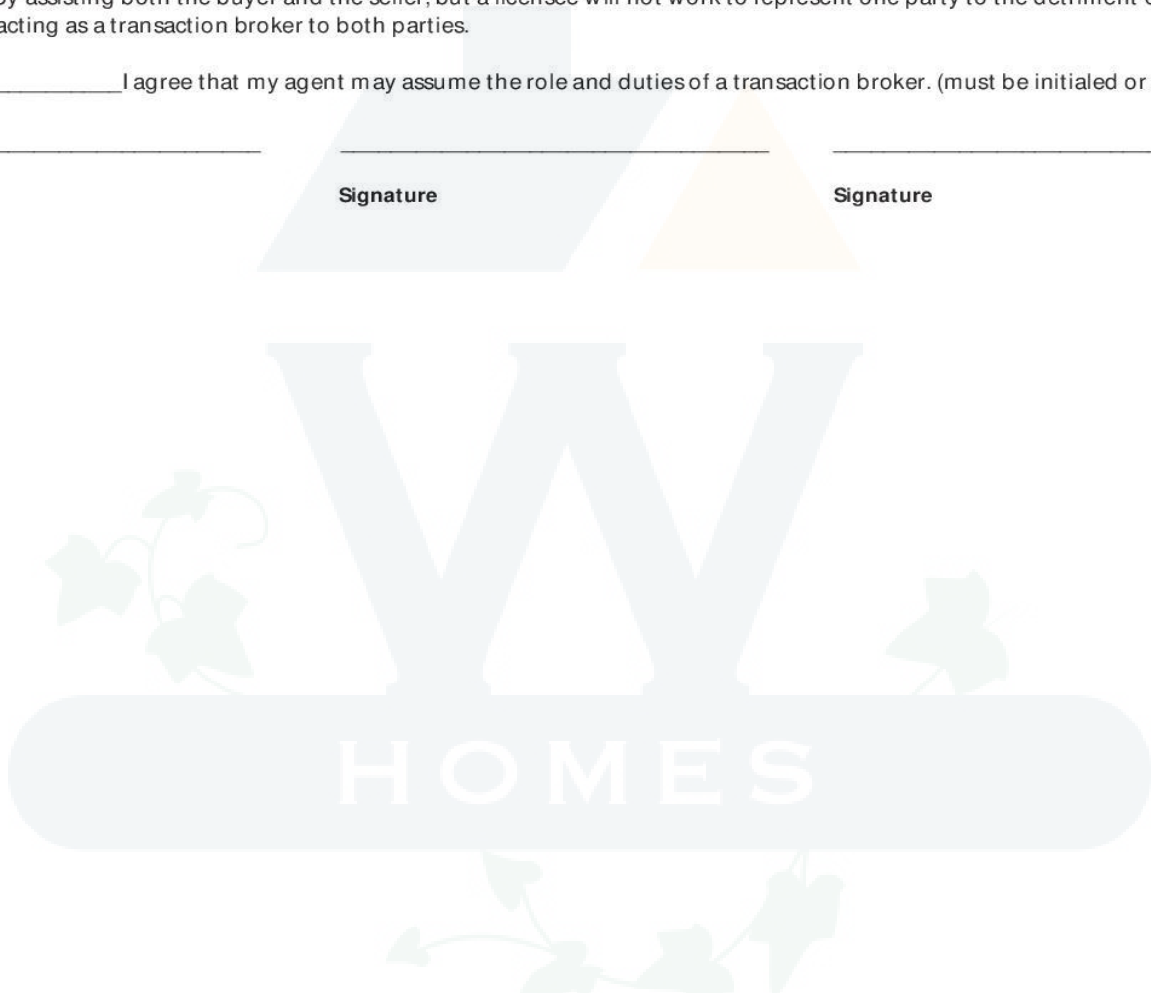 by assisting both the buyer and the seller, but a licensee will not work to represent one party to the detriment
acting as a transaction broker to both parties.
__________I agree that my agent may assume the role and duties of a transaction broker. (must be initialed or
Signature Signature
W
HOMES